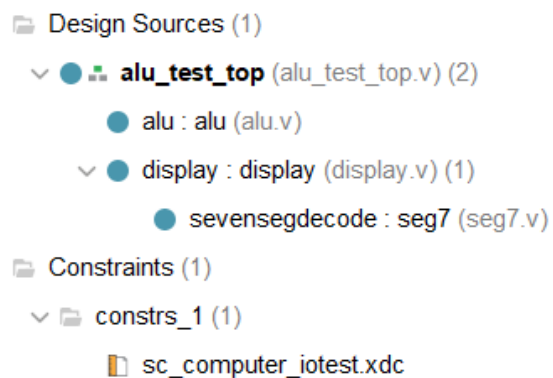 Design Sources (1)
alu_test_top (alu_test_top.v) (2)
alu : alu (alu.v)
display : display (display.v) (1)
sevensegdecode : seg7 (seg7.v)
Constraints (1)
constrs_1 (1)
sc_computer_iotest.xdc